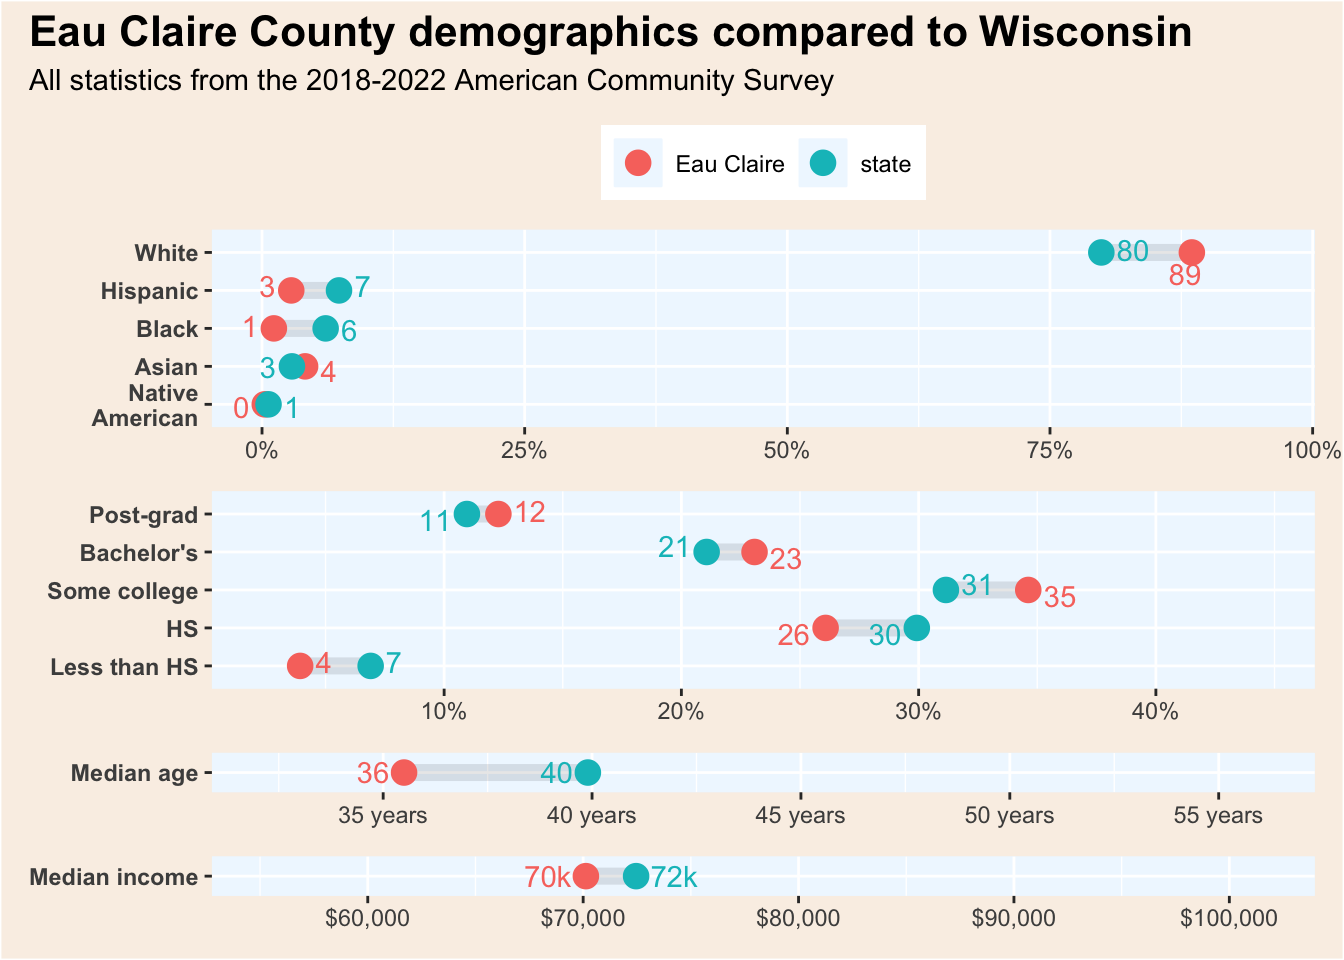 Eau Claire County demographics compared to Wisconsin
All statistics from the 2018-2022 American Community Survey
Eau Claire state
White 80 89
Hispanic 3 7
Black 1 6
Asian 3 4
Native
American 0 1
0% 25% 50% 75% 100%
Post-grad 11 12
Bachelor's 21 23
Some college 31 35
HS 26 30
Less than HS 4 7
10% 20% 30% 40%
Median age 36 40
35 years 40 years 45 years 50 years 55 years
Median income 70k 72k
$60,000 $70,000 $80,000 $90,000 $100,000